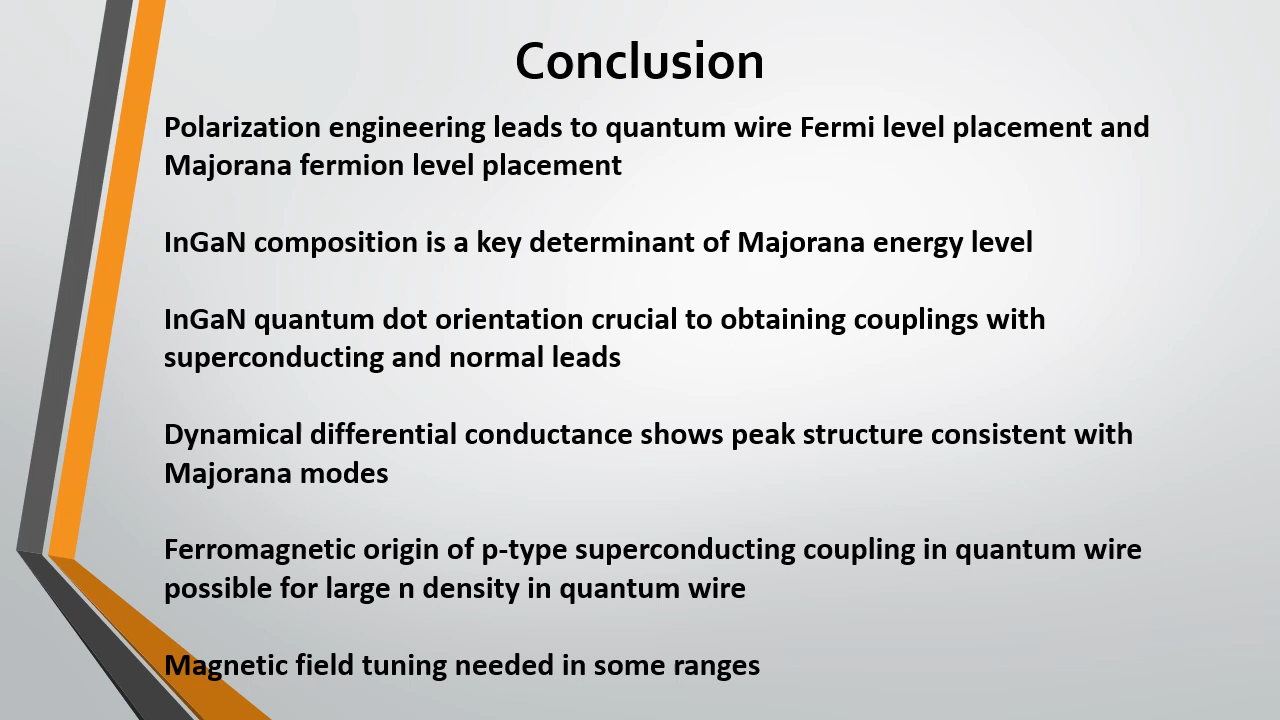 Conclusion
Polarization engineering leads to quantum wire Fermi level placement and
Majorana fermion level placement
InGaN composition is a key determinant of Majorana energy level
InGaN quantum dot orientation crucial to obtaining couplings with
superconducting and normal leads
Dynamical differential conductance shows peak structure consistent with
Majorana modes
Ferromagnetic origin of p-type superconducting coupling in quantum wire
possible for large n density in quantum wire
Magnetic field tuning needed in some ranges